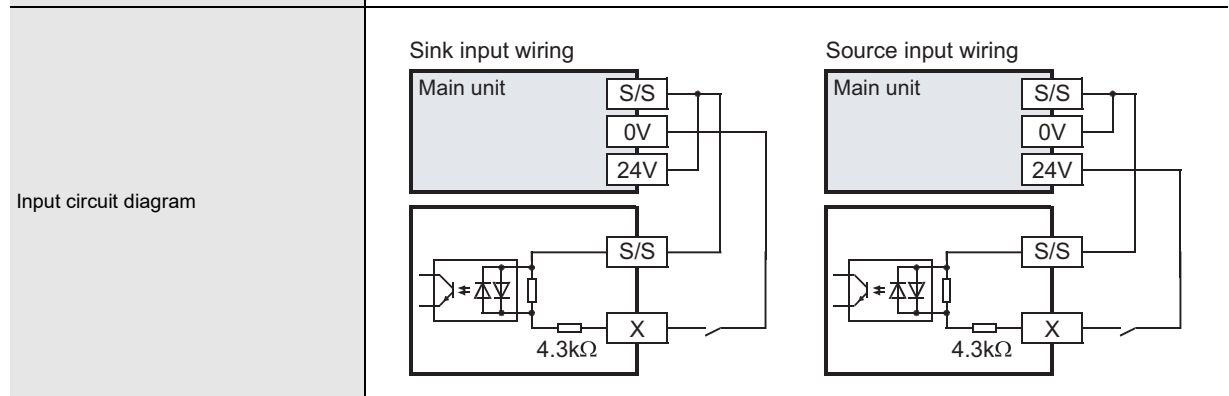 Input circuit diagram
Sink input wiring
Main unit
S/S
0V
24V
S/S
X
4.3kΩ
Source input wiring
Main unit
S/S
0V
24V
S/S
X
4.3kΩ